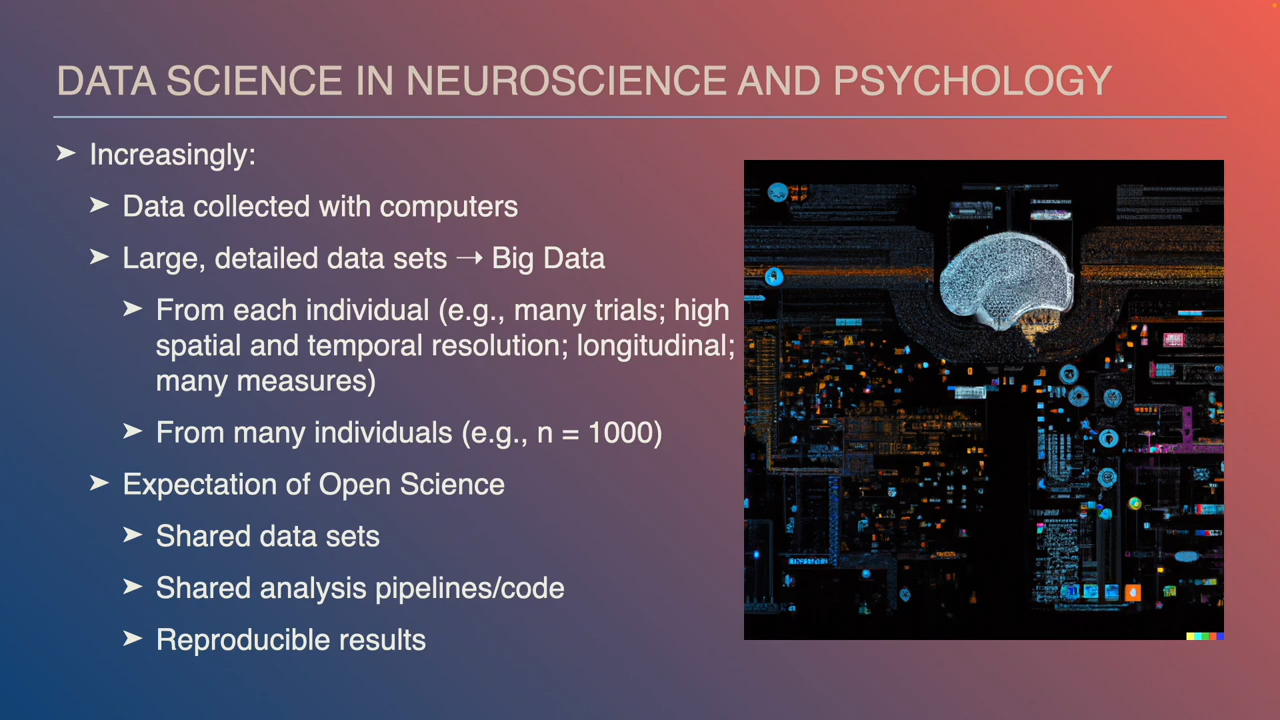 DATA SCIENCE IN NEUROSCIENCE AND PSYCHOLOGY
➤ Increasingly:
➤ Data collected with computers
➤ Large, detailed data sets → Big Data
➤ From each individual (e.g., many trials; high
spatial and temporal resolution; longitudinal;
many measures)
➤ From many individuals (e.g., n = 1000)
➤ Expectation of Open Science
➤ Shared data sets
➤ Shared analysis pipelines/code
➤ Reproducible results